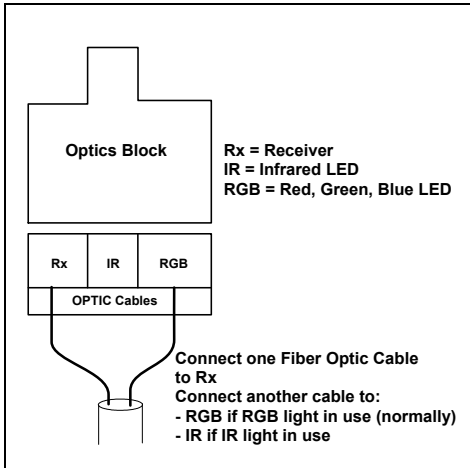 Optics Block
Rx = Receiver
IR = Infrared LED
RGB = Red, Green, Blue LED
Rx
IR
RGB
OPTIC Cables
Connect one Fiber Optic Cable
to Rx
Connect another cable to:
- RGB if RGB light in use (normally)
- IR if IR light in use